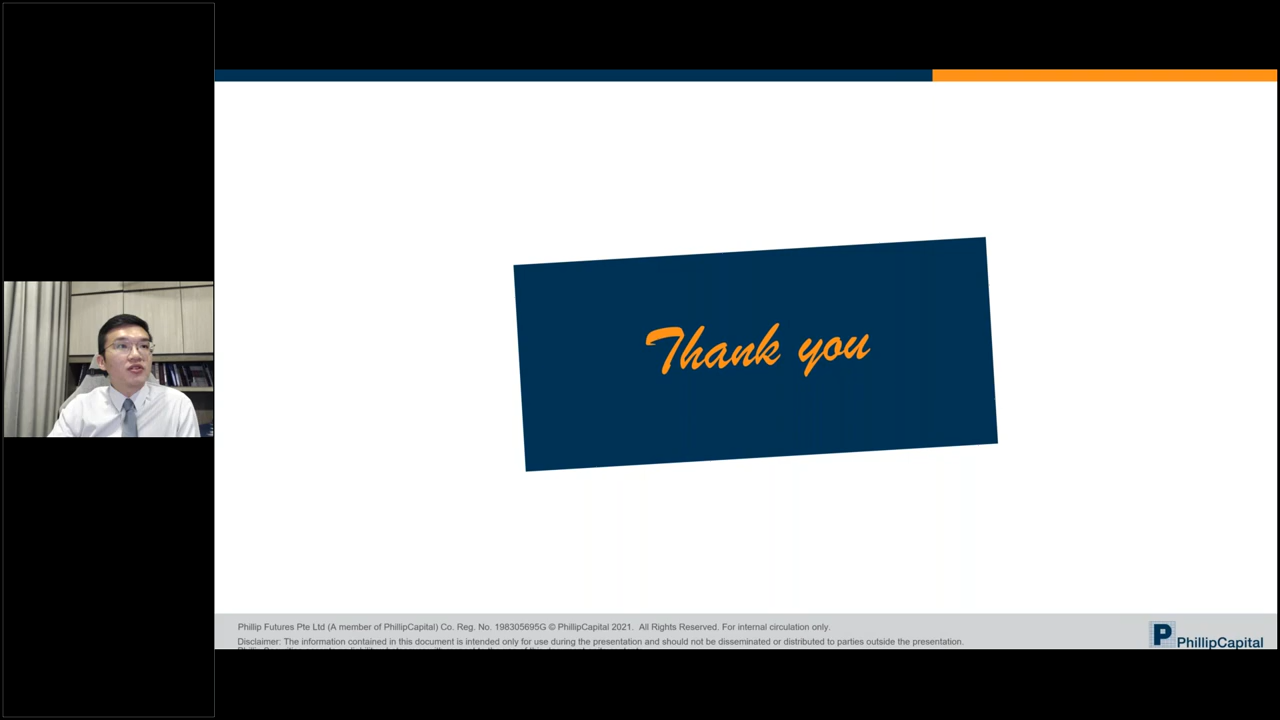 Thank you
Phillip Futures Pte Ltd (A member of PhillipCapital) Co. Reg. No. 198305695G © PhillipCapital 2021. All Rights Reserved. For internal circulation only.
Disclaimer: The information contained in this document is intended only for use during the presentation and should not be disseminated or distributed to parties outside the presentation.
PhillipCapital